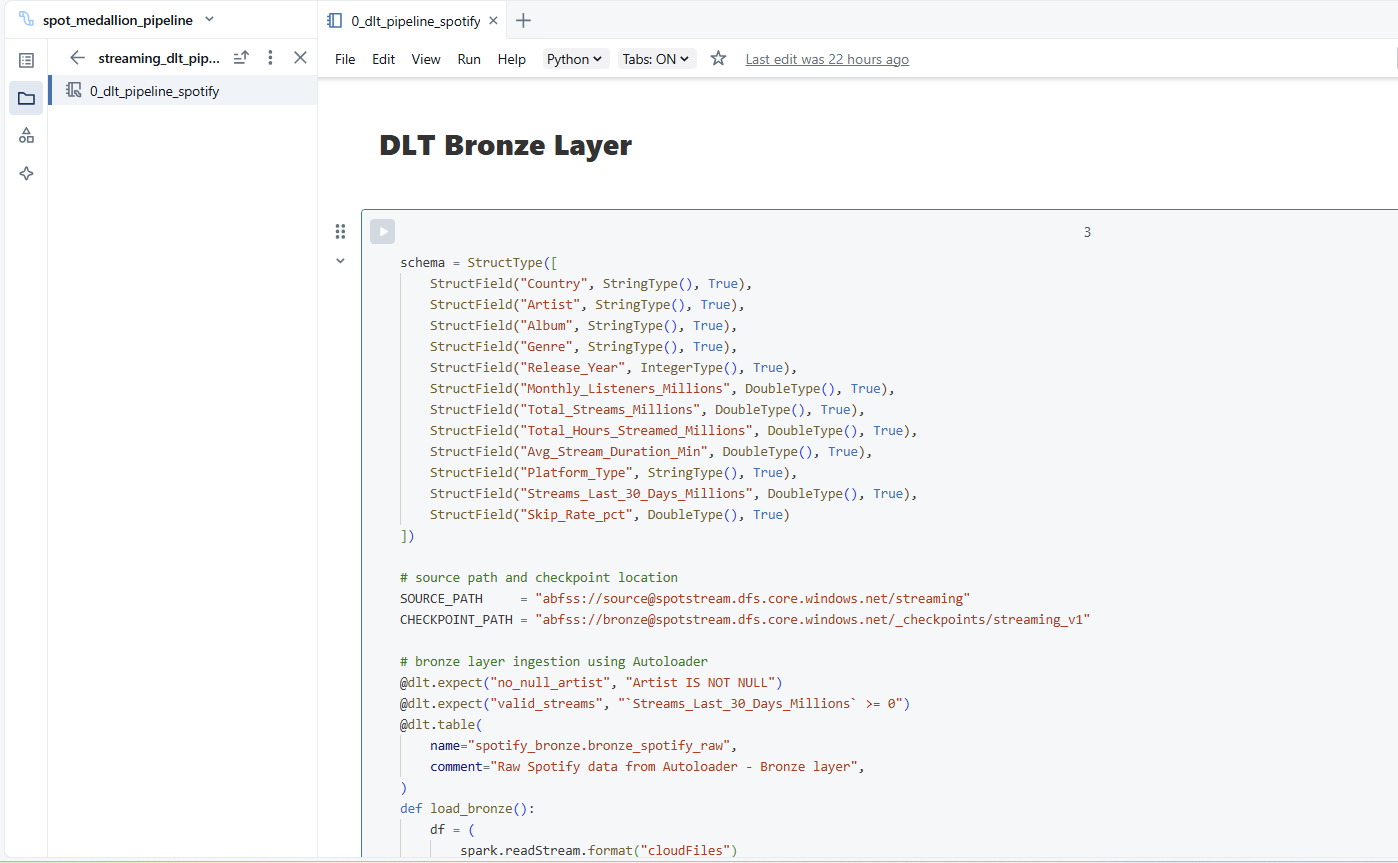 spot_medallion_pipeline
0_dlt_pipeline_spotify
streaming_dlt_pip...
File Edit View Run Help Python Tabs: ON Last edit was 22 hours ago
0_dlt_pipeline_spotify
DLT Bronze Layer
3
schema = StructType([
    StructField("Country", StringType(), True),
    StructField("Artist", StringType(), True),
    StructField("Album", StringType(), True),
    StructField("Genre", StringType(), True),
    StructField("Release_Year", IntegerType(), True),
    StructField("Monthly_Listeners_Millions", DoubleType(), True),
    StructField("Total_Streams_Millions", DoubleType(), True),
    StructField("Total_Hours_Streamed_Millions", DoubleType(), True),
    StructField("Avg_Stream_Duration_Min", DoubleType(), True),
    StructField("Platform_Type", StringType(), True),
    StructField("Streams_Last_30_Days_Millions", DoubleType(), True),
    StructField("Skip_Rate_pct", DoubleType(), True)
])
# source path and checkpoint location
SOURCE_PATH     = "abfss://source@spotstream.dfs.core.windows.net/streaming"
CHECKPOINT_PATH = "abfss://bronze@spotstream.dfs.core.windows.net/_checkpoints/streaming_v1"
# bronze layer ingestion using Autoloader
@dlt.expect("no_null_artist", "Artist IS NOT NULL")
@dlt.expect("valid_streams", "`Streams_Last_30_Days_Millions` >= 0")
@dlt.table(
    name="spotify_bronze.bronze_spotify_raw",
    comment="Raw Spotify data from Autoloader - Bronze layer",
)
def load_bronze():
    df = (
        spark.readStream.format("cloudFiles")